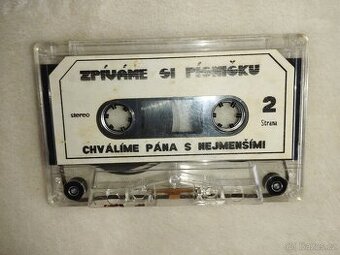 ZPÍVÁME SI PÍSNIČKU
stereo
2
Strana
CHVÁLÍME PÁNA S NEJMENŠÍMI